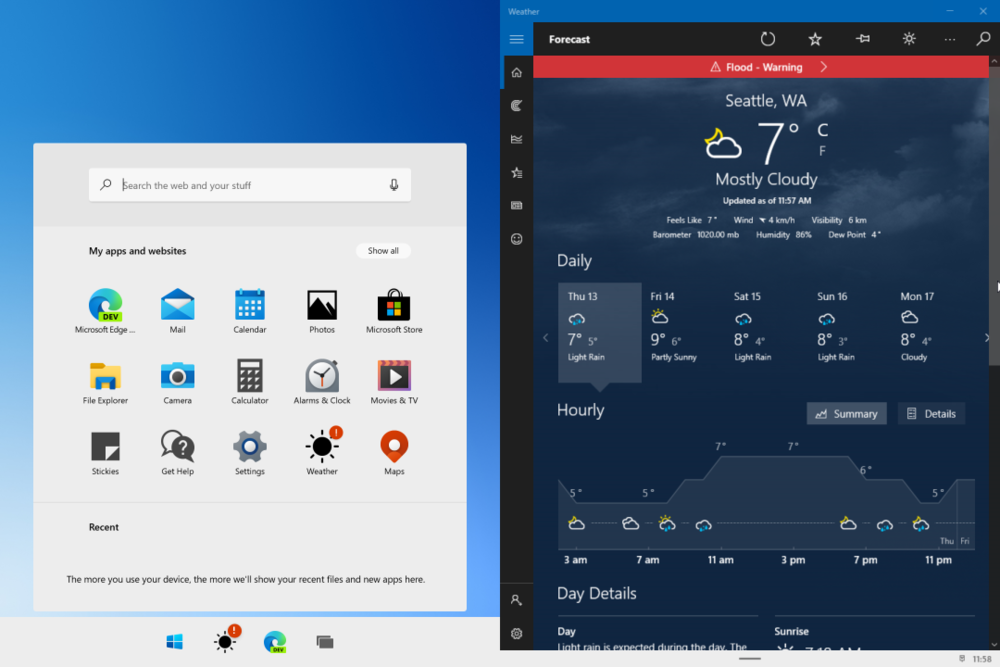 Search the web and your stuff
My apps and websites
Show all
DEV
Microsoft Edge ...
Mail
Calendar
Photos
Microsoft Store
File Explorer
Camera
Calculator
Alarms & Clock
Movies & TV
Stickies
Get Help
Settings
!
Weather
Maps
Recent
The more you use your device, the more we'll show your recent files and new apps here.
!
DEV
Weather
Forecast
Flood - Warning
Seattle, WA
7° C
F
Mostly Cloudy
Updated as of 11:57 AM
Feels Like 7° Wind 4 km/h Visibility 6 km
Barometer 1020.00 mb Humidity 86% Dew Point 4°
Daily
Thu 13 Fri 14 Sat 15 Sun 16 Mon 17
7° 5° 9° 6° 8° 4° 8° 3° 8° 4°
Light Rain Partly Sunny Light Rain Light Rain Cloudy
Hourly
Summary Details
7° 7°
6°
5° 5° 5°
Thu Fri
3 am 7 am 11 am 3 pm 7 pm 11 pm
Day Details
Day Sunrise
Light rain is expected during the day. The
11:58